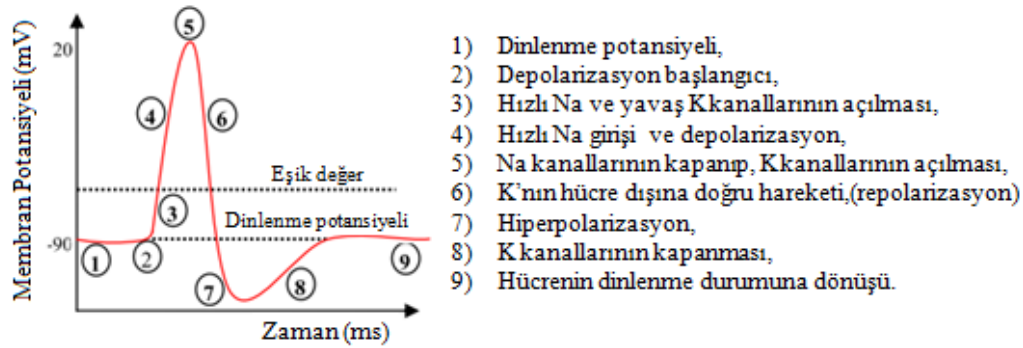 Membran Potansiyeli (mV)
20
-90
Eşik değer
Dinlenme potansiyeli
1
2
3
4
5
6
7
8
9
Zaman (ms)
1) Dinlenme potansiyeli,
2) Depolarizasyon başlangıcı,
3) Hızlı Na ve yavaş K kanallarının açılması,
4) Hızlı Na girişi ve depolarizasyon,
5) Na kanallarının kapanıp, K kanallarının açılması,
6) K'nın hücre dışına doğru hareketi,(repolarizasyon)
7) Hiperpolarizasyon,
8) K kanallarının kapanması,
9) Hücrenin dinlenme durumuna dönüşü.